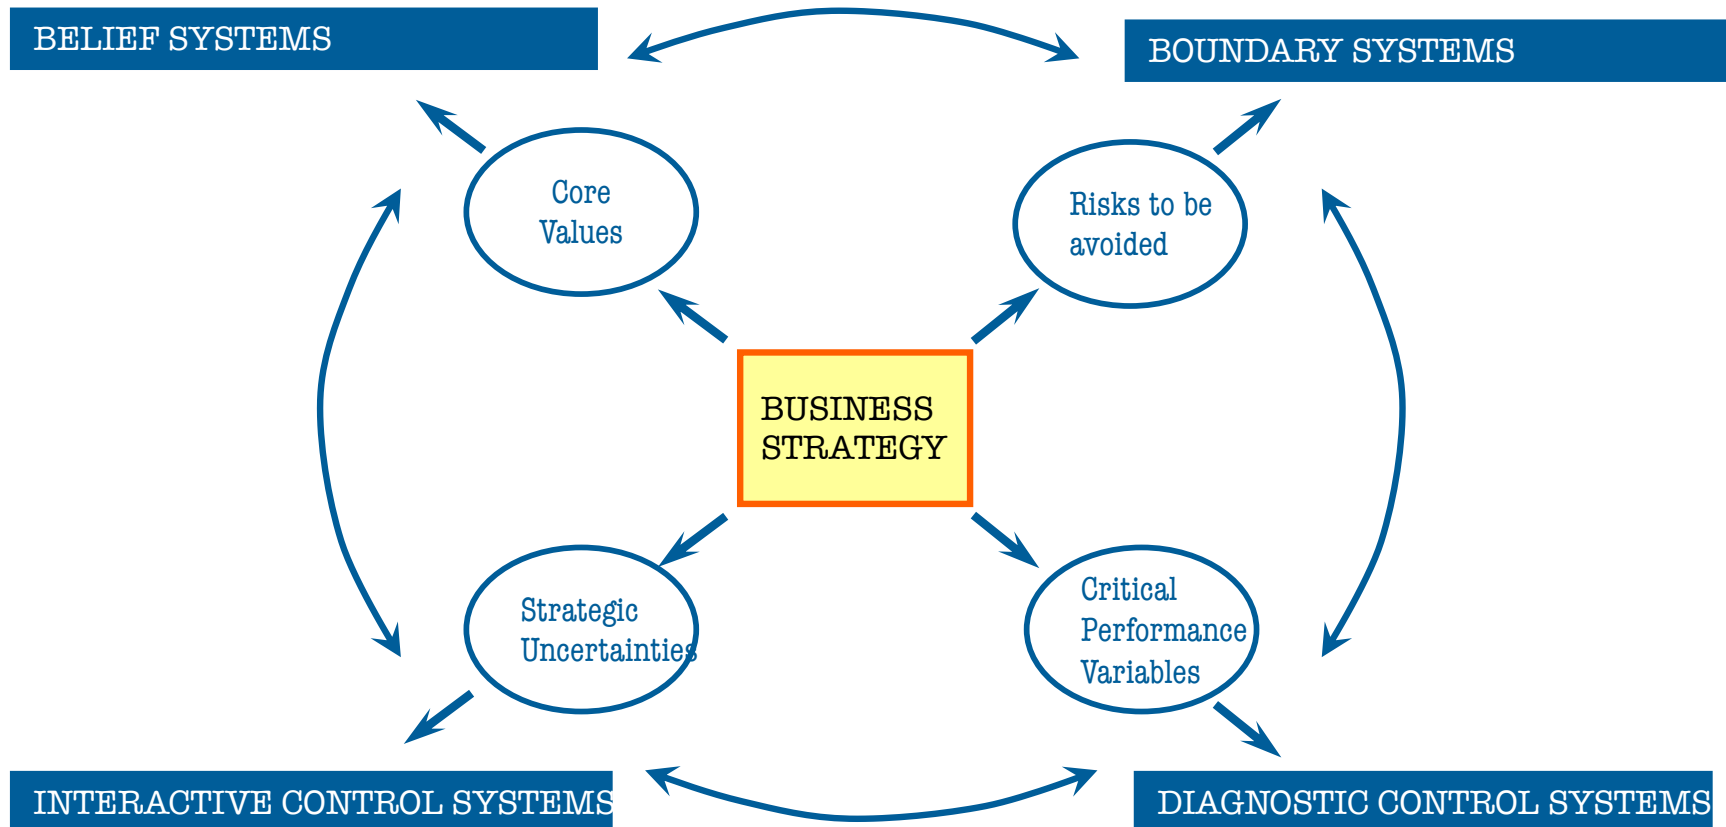 BELIEF SYSTEMS
BOUNDARY SYSTEMS
Core
Values
Risks to be
avoided
BUSINESS
STRATEGY
Strategic
Uncertainties
Critical
Performance
Variables
INTERACTIVE CONTROL SYSTEMS
DIAGNOSTIC CONTROL SYSTEMS